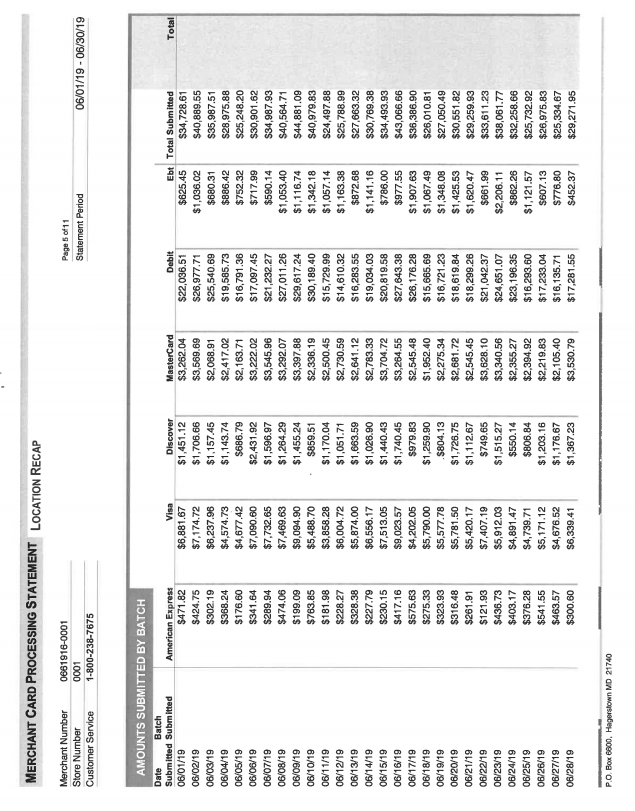 MERCHANT CARD PROCESSING STATEMENT / LOCATION RECAP
Merchant Number 0661916-0001
Page 5 of 11
Store Number 0001
Statement Period 06/01/19 - 06/30/19
Customer Service 1-800-238-7675
AMOUNTS SUBMITTED BY BATCH
Date Batch
Submitted Submitted American Express Visa Discover MasterCard Debit Ebt Total Submitted Total
06/01/19 $471.82 $6,881.67 $1,451.12 $3,262.04 $22,036.51 $625.45 $34,728.61
06/02/19 $424.75 $7,174.72 $1,706.66 $3,569.69 $26,977.71 $1,036.02 $40,889.55
06/03/19 $302.19 $6,237.96 $1,157.45 $2,068.91 $25,540.69 $680.31 $35,987.51
06/04/19 $368.24 $4,574.73 $1,143.74 $2,417.02 $19,585.73 $886.42 $28,975.88
06/05/19 $176.60 $4,677.42 $686.79 $2,163.71 $16,791.36 $752.32 $25,248.20
06/06/19 $341.64 $7,090.60 $2,431.92 $3,222.02 $17,097.45 $717.99 $30,901.62
06/07/19 $289.94 $7,732.65 $1,596.97 $3,545.96 $21,232.27 $590.14 $34,987.93
06/08/19 $474.06 $7,469.63 $1,264.29 $3,292.07 $27,011.26 $1,053.40 $40,564.71
06/09/19 $199.09 $9,094.90 $1,455.24 $3,397.88 $29,617.24 $1,116.74 $44,881.09
06/10/19 $763.85 $5,488.70 $859.51 $2,336.19 $30,189.40 $1,342.18 $40,979.83
06/11/19 $181.98 $3,858.28 $1,170.04 $2,500.45 $15,729.99 $1,057.14 $24,497.88
06/12/19 $228.27 $6,004.72 $1,051.71 $2,730.59 $14,610.32 $1,163.38 $25,788.99
06/13/19 $328.38 $5,874.00 $1,663.59 $2,641.12 $16,283.55 $872.68 $27,663.32
06/14/19 $227.79 $6,556.17 $1,026.90 $2,783.33 $19,034.03 $1,141.16 $30,769.38
06/15/19 $230.15 $7,513.05 $1,440.43 $3,704.72 $20,819.58 $786.00 $34,493.93
06/16/19 $417.16 $9,023.57 $1,740.45 $3,264.55 $27,643.38 $977.55 $43,066.66
06/17/19 $575.63 $4,202.05 $979.83 $2,545.48 $26,176.28 $1,907.63 $36,386.90
06/18/19 $275.33 $5,790.00 $1,259.90 $1,952.40 $15,665.69 $1,067.49 $26,010.81
06/19/19 $323.93 $5,577.78 $804.13 $2,275.34 $16,721.23 $1,348.08 $27,050.49
06/20/19 $316.48 $5,781.50 $1,726.75 $2,681.72 $18,619.84 $1,425.53 $30,551.82
06/21/19 $261.91 $5,420.17 $1,112.67 $2,545.45 $18,299.26 $1,620.47 $29,259.93
06/22/19 $121.93 $7,407.19 $749.65 $3,628.10 $21,042.37 $661.99 $33,611.23
06/23/19 $436.73 $5,912.03 $1,515.27 $3,340.56 $24,651.07 $2,206.11 $38,061.77
06/24/19 $403.17 $4,891.47 $550.14 $2,355.27 $23,196.35 $862.26 $32,258.66
06/25/19 $376.28 $4,739.71 $806.84 $2,394.92 $16,293.60 $1,121.57 $25,732.92
06/26/19 $541.55 $5,171.12 $1,203.16 $2,219.83 $17,233.04 $607.13 $26,975.83
06/27/19 $463.57 $4,676.52 $1,176.67 $2,105.40 $16,135.71 $776.80 $25,334.67
06/28/19 $300.60 $6,339.41 $1,367.23 $3,530.79 $17,281.55 $452.37 $29,271.95
P.O. Box 6600, Hagerstown MD 21740